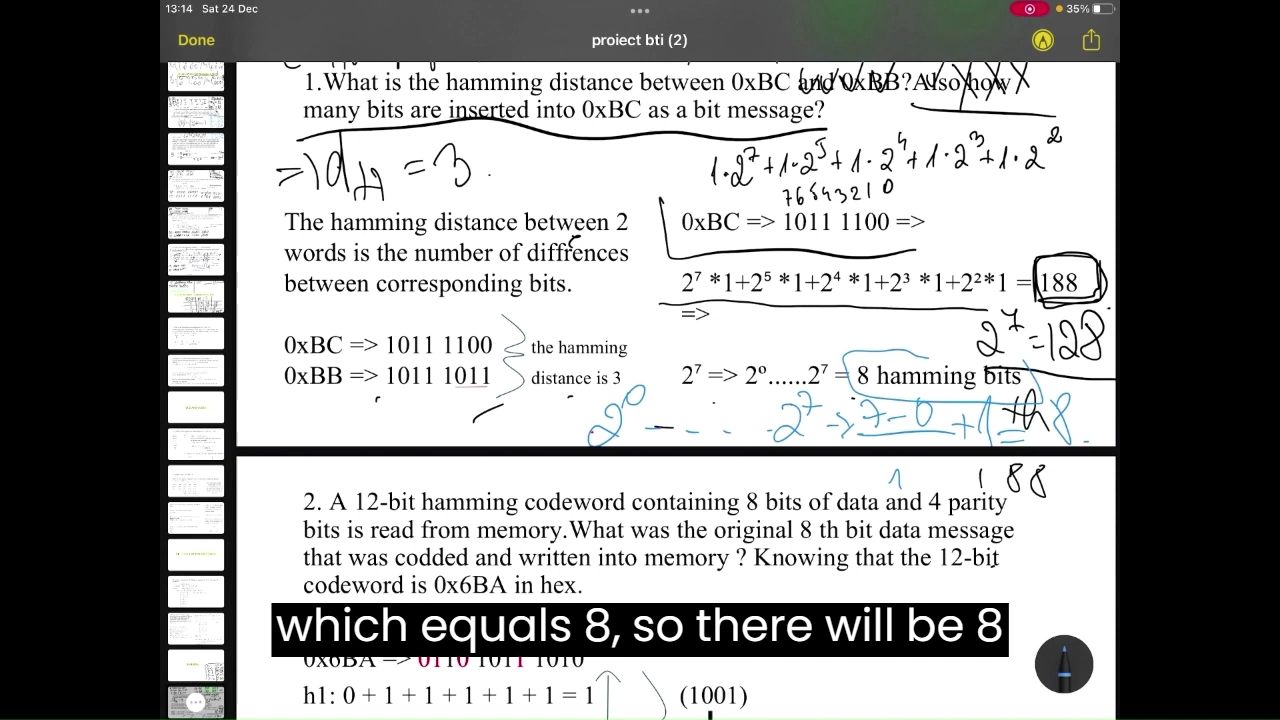 13:14 Sat 24 Dec
35%
Done
proiect bti (2)
1.What is the hamming distance between 0xBC and 0xBB?Also how
many bits are inserted into 0xBC as a bit message?
=) = 3
1·2⁷+1·2⁵+1·2⁴+1·2³+1·2²
76543210
The hamming distance between 2
words is the number of diffrences
between corresponding bits.
0xBC => 1011 1100 =>
2⁷ *1+2⁵ *1+2⁴ *1+2³ *1+2²*1 = 188
=>
2⁷=128
0xBC => 1011 1100
0xBB => 1011 1011
the hamming
distance is
2⁷ => 2º......2⁷ = 8 hamming bits
2⁰ - - - - · 2⁷ => 7-0+1= 8
188
2. A 12-bit hamming codeword containing 8 bits of data and 4 parity
bits is read from memory.What was the original 8 th bit data message
that was codded and written into memory ? Knowing that the 12-bit
codeword is 0x6BA in hex.
which equals 8, so there will be 8
0x6BA => 0110 1011 1010
h1: + 1 + 1 + 1 + 1 + 1 = 1 (1001)